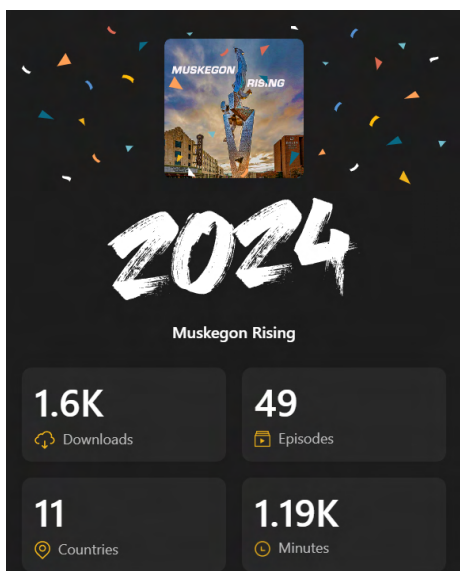 MUSKEGON
RISING
2024
Muskegon Rising
1.6K
Downloads
49
Episodes
11
Countries
1.19K
Minutes